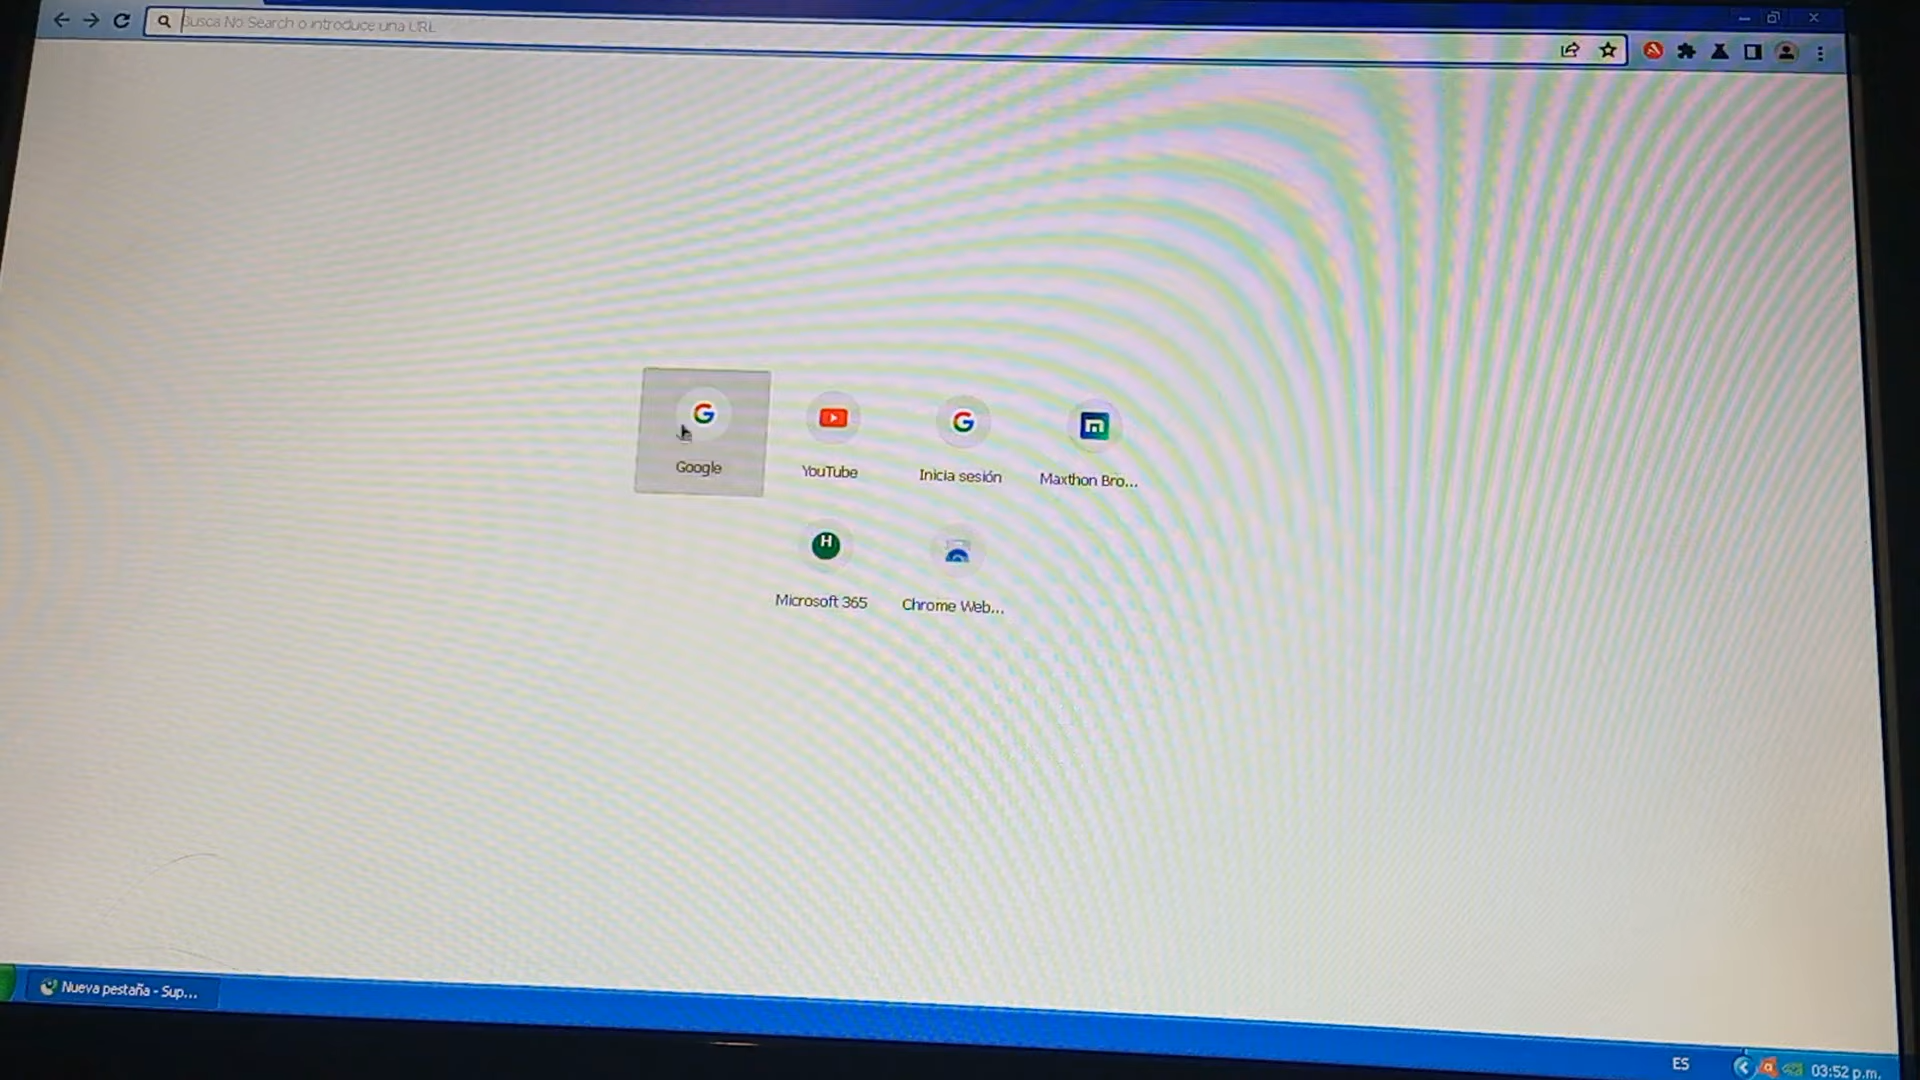 Busca No Search o introduce una URL
Google
YouTube
Inicia sesión
Maxthon Bro...
H
Microsoft 365
Chrome Web...
Nueva pestaña - Sup...
ES
03:52 p.m.